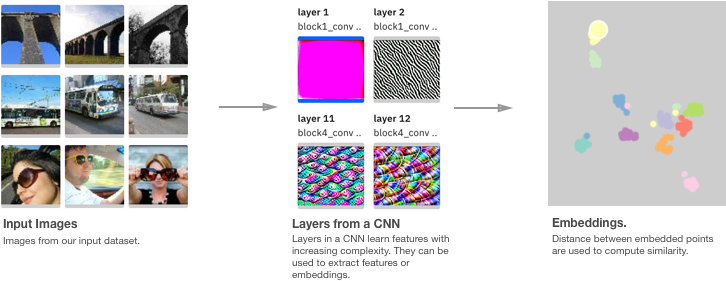 layer 1
block1_conv ..
layer 2
block1_conv ..
layer 11
block4_conv ..
layer 12
block4_conv ..
Input Images
Images from our input dataset.
Layers from a CNN
Layers in a CNN learn features with
increasing complexity. They can be
used to extract features or
embeddings.
Embeddings.
Distance between embedded points
are used to compute similarity.